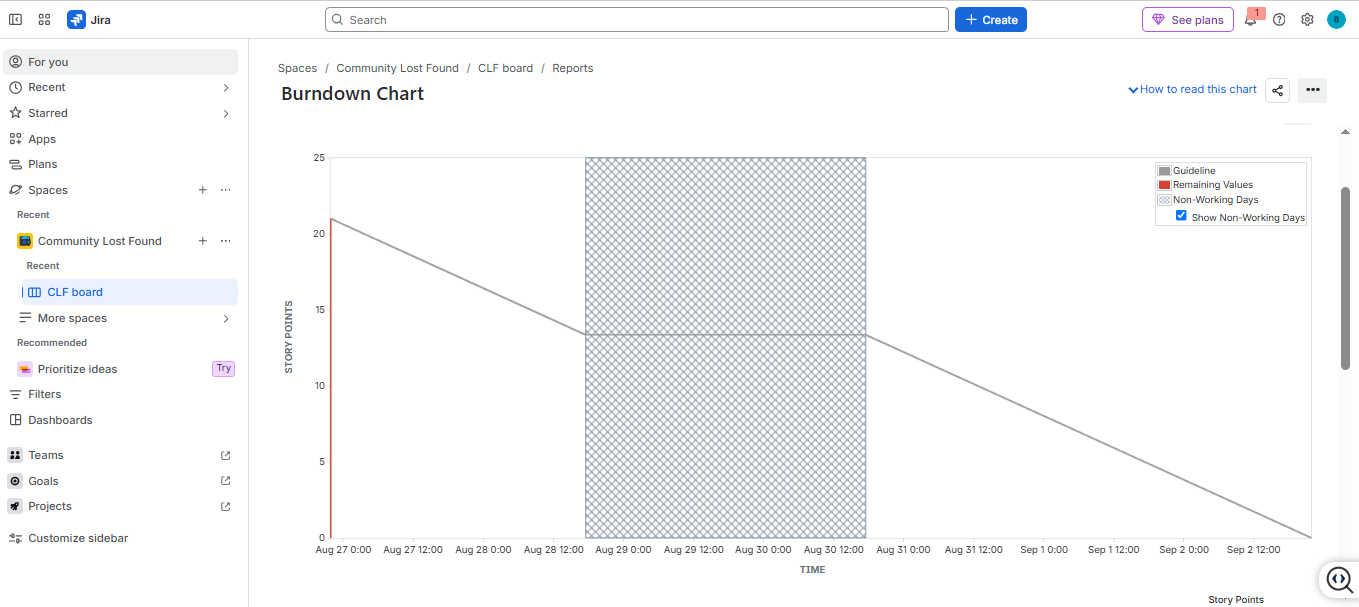 Jira
Search
+ Create
See plans
1
B
For you
Recent
Starred
Apps
Plans
Spaces
Recent
Community Lost Found
Recent
CLF board
More spaces
Recommended
Prioritize ideas
Try
Filters
Dashboards
Teams
Goals
Projects
Customize sidebar
Spaces / Community Lost Found / CLF board / Reports
Burndown Chart
How to read this chart
Guideline
Remaining Values
Non-Working Days
Show Non-Working Days
STORY POINTS
25
20
15
10
5
0
Aug 27 0:00 Aug 27 12:00 Aug 28 0:00 Aug 28 12:00 Aug 29 0:00 Aug 29 12:00 Aug 30 0:00 Aug 30 12:00 Aug 31 0:00 Aug 31 12:00 Sep 1 0:00 Sep 1 12:00 Sep 2 0:00 Sep 2 12:00
TIME
Story Points